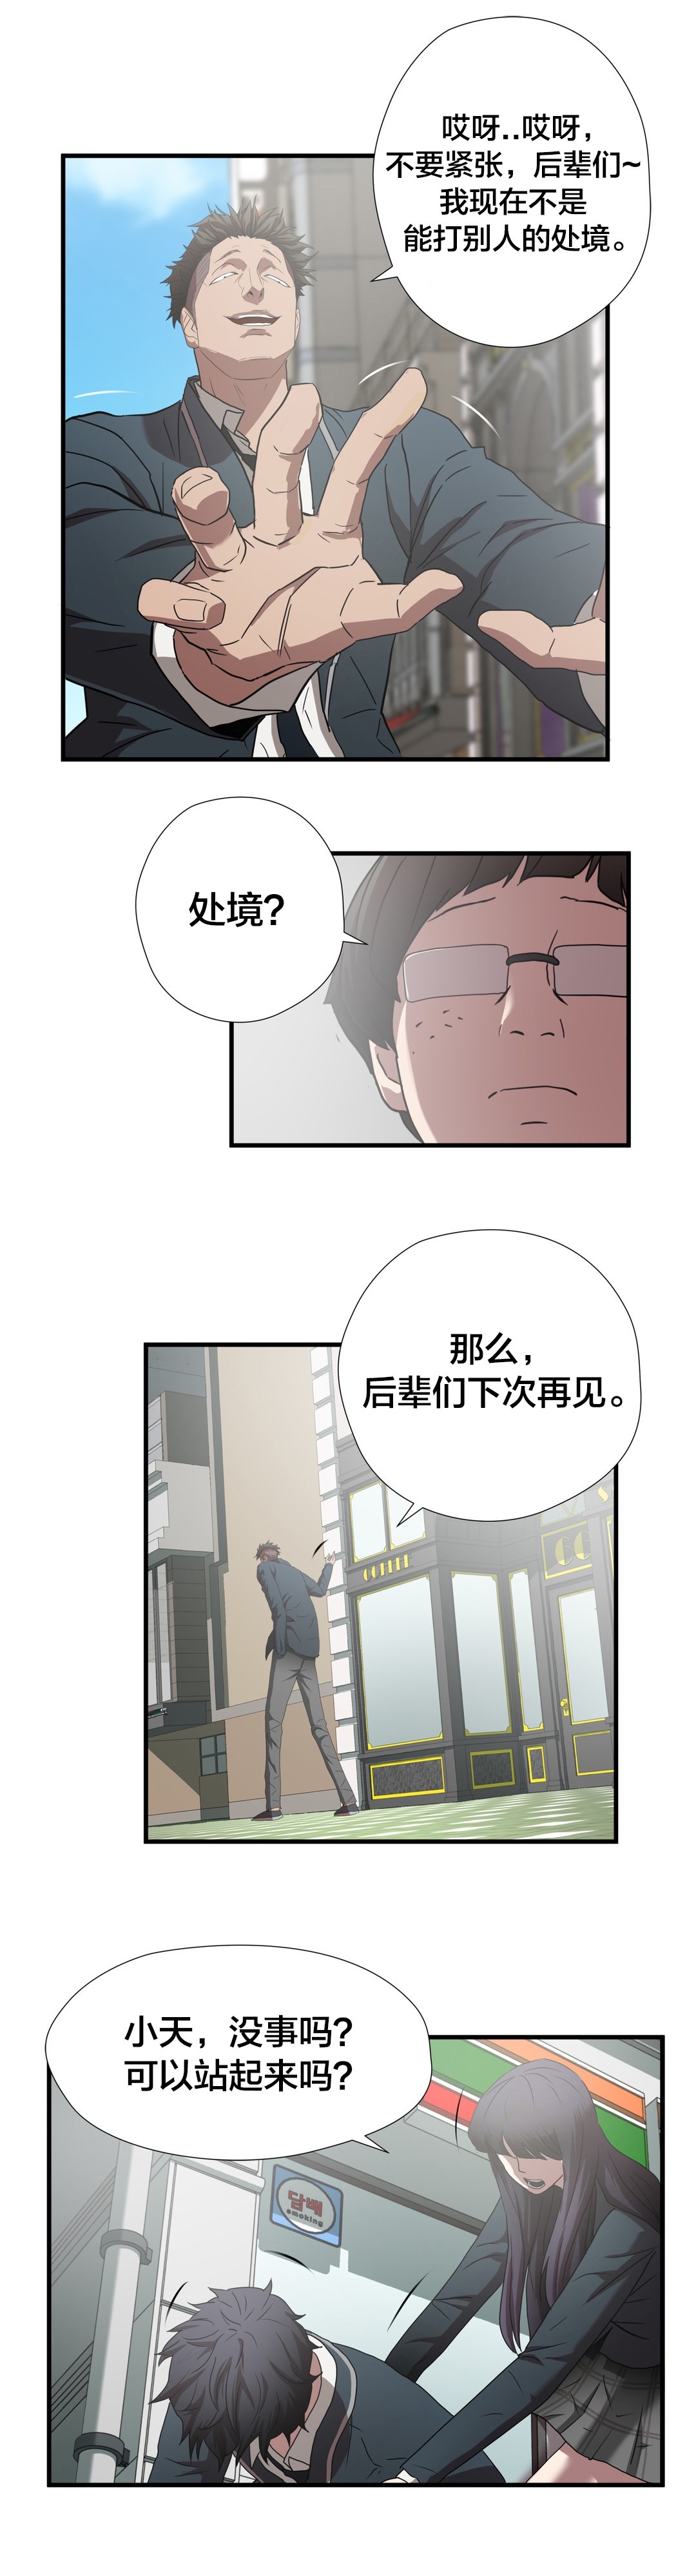 哎呀..哎呀，
不要紧张，后辈们~
我现在不是
能打别人的处境。
处境?
那么，
后辈们下次再见。
小天，没事吗?
可以站起来吗?
담배
smoking